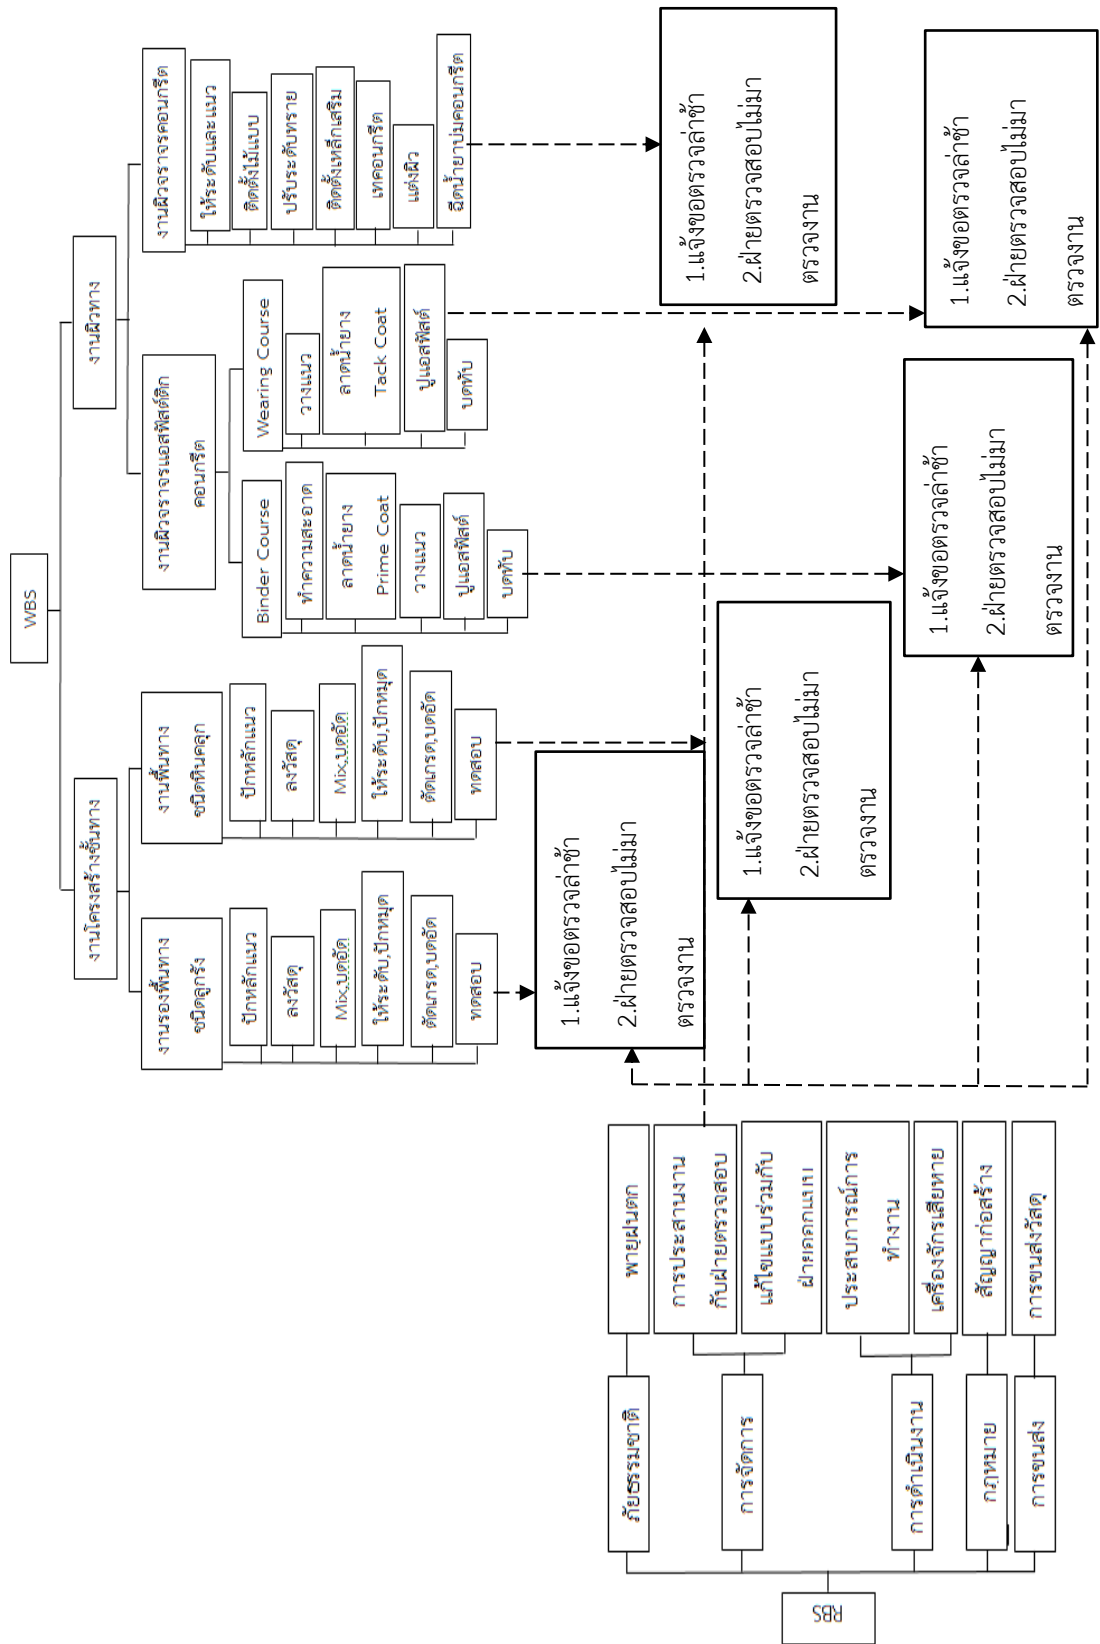 WBS
งานโครงสร้างชั้นทาง
งานผิวทาง
งานรองพื้นทาง
ชนิดลูกรัง
ปักหลักแนว
ลงวัสดุ
Mix,บดอัด
ให้ระดับ,ปักหมุด
ตัดเกรด,บดอัด
ทดสอบ
งานพื้นทาง
ชนิดหินคลุก
ปักหลักแนว
ลงวัสดุ
Mix,บดอัด
ให้ระดับ,ปักหมุด
ตัดเกรด,บดอัด
ทดสอบ
งานผิวจราจรแอสฟัสต์ติก
คอนกรีต
Binder Course
ทำความสะอาด
ลาดน้ำยาง
Prime Coat
วางแนว
ปูแอสฟัสต์
บดทับ
Wearing Course
วางแนว
ลาดน้ำยาง
Tack Coat
ปูแอสฟัสต์
บดทับ
งานผิวจราจรคอนกรีต
ให้ระดับและแนว
ติดตั้งไม้แบบ
ปรับระดับทราย
ติดตั้งเหล็กเสริม
เทคอนกรีต
แต่งผิว
ฉีดน้ำยาบ่มคอนกรีต
1.แจ้งขอตรวจล่าช้า
2.ฝ่ายตรวจสอบไม่มา
ตรวจงาน
1.แจ้งขอตรวจล่าช้า
2.ฝ่ายตรวจสอบไม่มา
ตรวจงาน
1.แจ้งขอตรวจล่าช้า
2.ฝ่ายตรวจสอบไม่มา
ตรวจงาน
1.แจ้งขอตรวจล่าช้า
2.ฝ่ายตรวจสอบไม่มา
ตรวจงาน
1.แจ้งขอตรวจล่าช้า
2.ฝ่ายตรวจสอบไม่มา
ตรวจงาน
RBS
ภัยธรรมชาติ
พายุฝนตก
การจัดการ
การประสานงาน
กับฝ่ายตรวจสอบ
แก้ไขแบบร่วมกับ
ฝ่ายออกแบบ
การดำเนินงาน
ประสบการณ์การ
ทำงาน
เครื่องจักรเสียหาย
กฎหมาย
สัญญาก่อสร้าง
การขนส่ง
การขนส่งวัสดุ